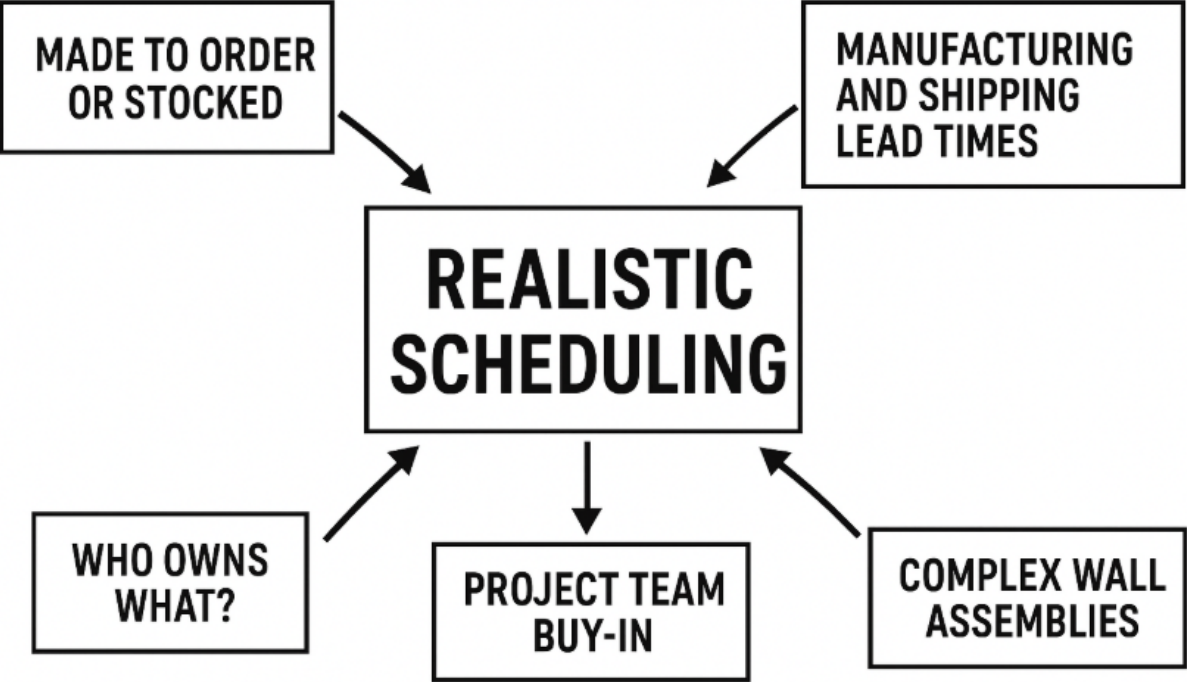 MADE TO ORDER
OR STOCKED
MANUFACTURING
AND SHIPPING
LEAD TIMES
REALISTIC
SCHEDULING
WHO OWNS
WHAT?
PROJECT TEAM
BUY-IN
COMPLEX WALL
ASSEMBLIES